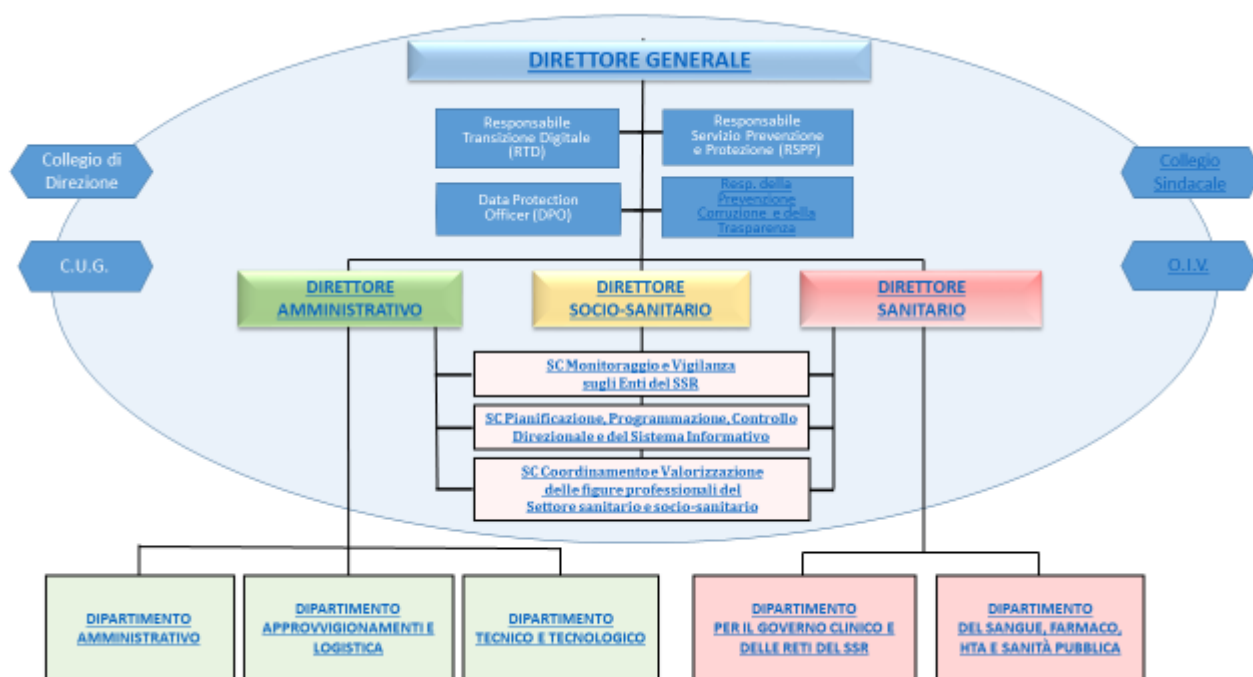 DIRETTORE GENERALE
Responsabile
Transizione Digitale
(RTD)
Responsabile
Servizio Prevenzione
e Protezione (RSPP)
Collegio di
Direzione
Collegio
Sindacale
Data Protection
Officer (DPO)
Resp. della
Prevenzione
Corruzione e della
Trasparenza
C.U.G.
O.I.V.
DIRETTORE
AMMINISTRATIVO
DIRETTORE
SOCIO-SANITARIO
DIRETTORE
SANITARIO
SC Monitoraggio e Vigilanza
sugli Enti del SSR
SC Pianificazione, Programmazione, Controllo
Direzionale e del Sistema Informativo
SC Coordinamento e Valorizzazione
delle figure professionali del
Settore sanitario e socio-sanitario
DIPARTIMENTO
AMMINISTRATIVO
DIPARTIMENTO
APPROVVIGIONAMENTI E
LOGISTICA
DIPARTIMENTO
TECNICO E TECNOLOGICO
DIPARTIMENTO
PER IL GOVERNO CLINICO E
DELLE RETI DEL SSR
DIPARTIMENTO
DEL SANGUE, FARMACO,
HTA E SANITÀ PUBBLICA